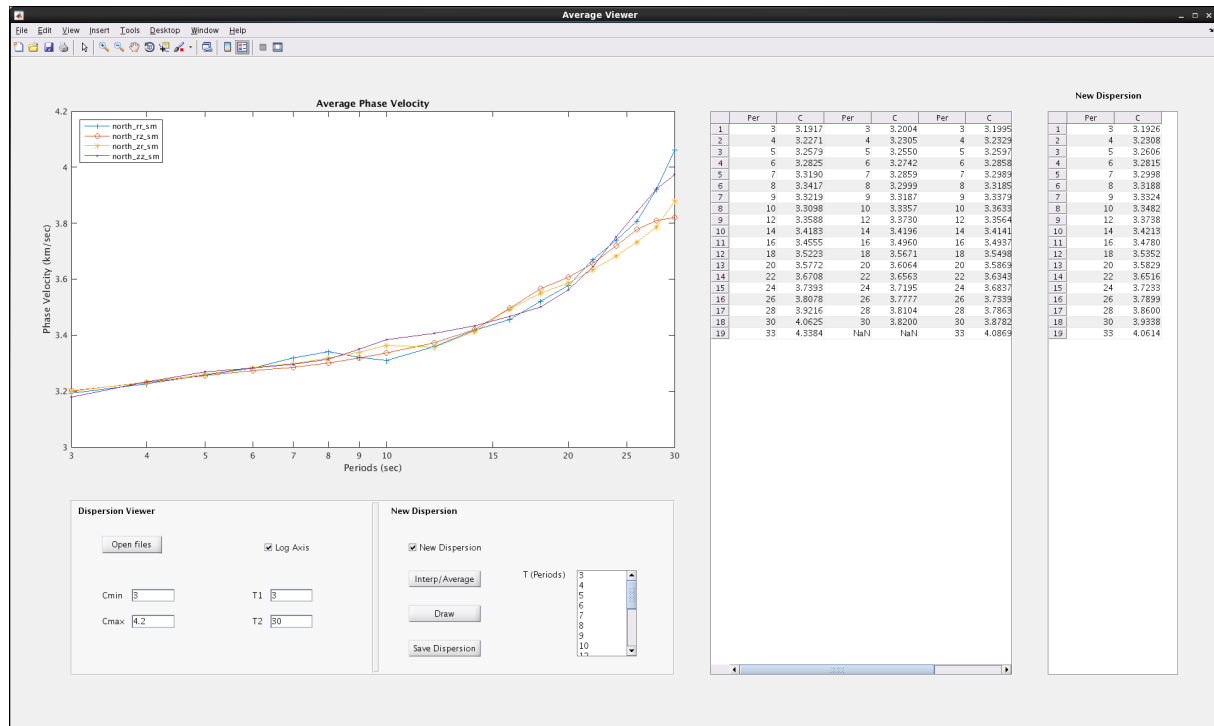 Average Viewer
File Edit View Insert Tools Desktop Window Help
Average Phase Velocity
4.2
4
3.8
3.6
3.4
3.2
3
Phase Velocity (km/sec)
north_rr_sm
north_rz_sm
north_zr_sm
north_zz_sm
3 4 5 6 7 8 9 10 15 20 25 30
Periods (sec)
Per C Per C Per C
1 3 3.1917 3 3.2004 3 3.1995
2 4 3.2271 4 3.2305 4 3.2329
3 5 3.2579 5 3.2550 5 3.2597
4 6 3.2825 6 3.2742 6 3.2858
5 7 3.3190 7 3.2859 7 3.2989
6 8 3.3417 8 3.2999 8 3.3185
7 9 3.3219 9 3.3187 9 3.3379
8 10 3.3098 10 3.3357 10 3.3633
9 12 3.3588 12 3.3730 12 3.3564
10 14 3.4183 14 3.4196 14 3.4141
11 16 3.4555 16 3.4960 16 3.4937
12 18 3.5223 18 3.5671 18 3.5498
13 20 3.5772 20 3.6064 20 3.5869
14 22 3.6708 22 3.6563 22 3.6343
15 24 3.7393 24 3.7195 24 3.6837
16 26 3.8078 26 3.7777 26 3.7339
17 28 3.9216 28 3.8104 28 3.7863
18 30 4.0625 30 3.8200 30 3.8782
19 33 4.3384 NaN NaN 33 4.0869
New Dispersion
Per C
1 3 3.1926
2 4 3.2308
3 5 3.2606
4 6 3.2815
5 7 3.2998
6 8 3.3188
7 9 3.3324
8 10 3.3482
9 12 3.3738
10 14 3.4213
11 16 3.4780
12 18 3.5352
13 20 3.5829
14 22 3.6516
15 24 3.7233
16 26 3.7899
17 28 3.8600
18 30 3.9338
19 33 4.0614
Dispersion Viewer
Open files
Log Axis
Cmin 3 T1 3
Cmax 4.2 T2 30
New Dispersion
New Dispersion
Interp/Average
Draw
Save Dispersion
T (Periods)
3
4
5
6
7
8
9
10
12